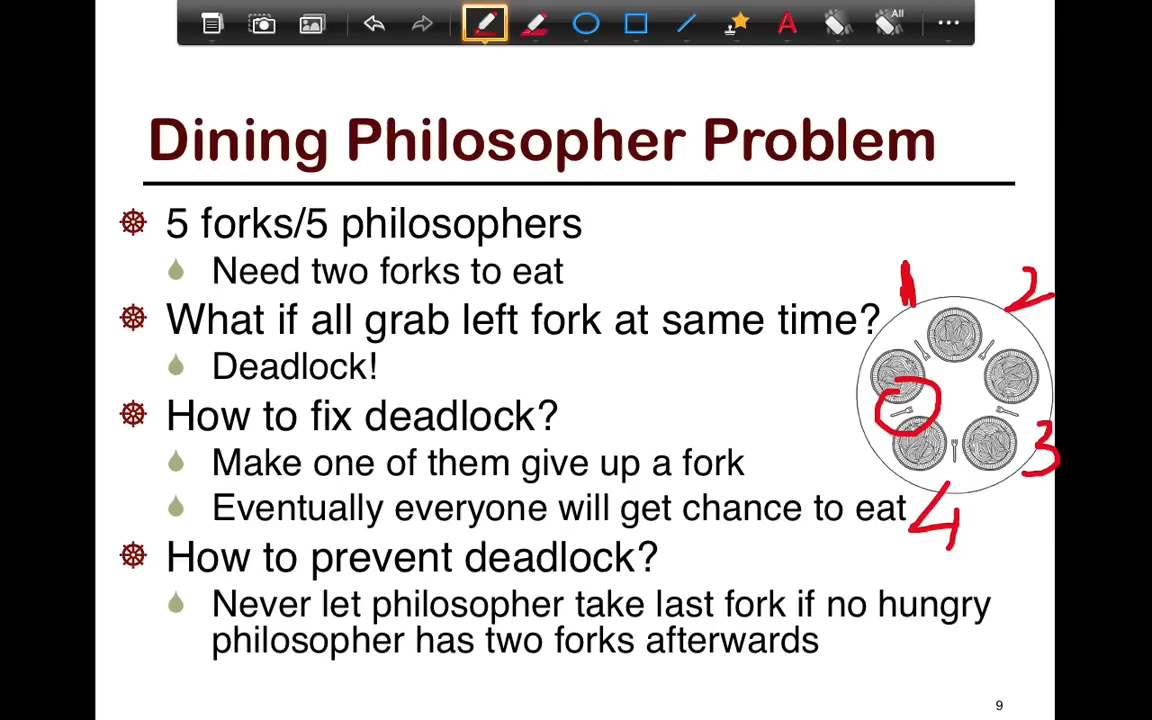 All
A
Dining Philosopher Problem
5 forks/5 philosophers
Need two forks to eat
What if all grab left fork at same time?
Deadlock!
How to fix deadlock?
Make one of them give up a fork
Eventually everyone will get chance to eat
How to prevent deadlock?
Never let philosopher take last fork if no hungry
philosopher has two forks afterwards
1
2
3
4
9